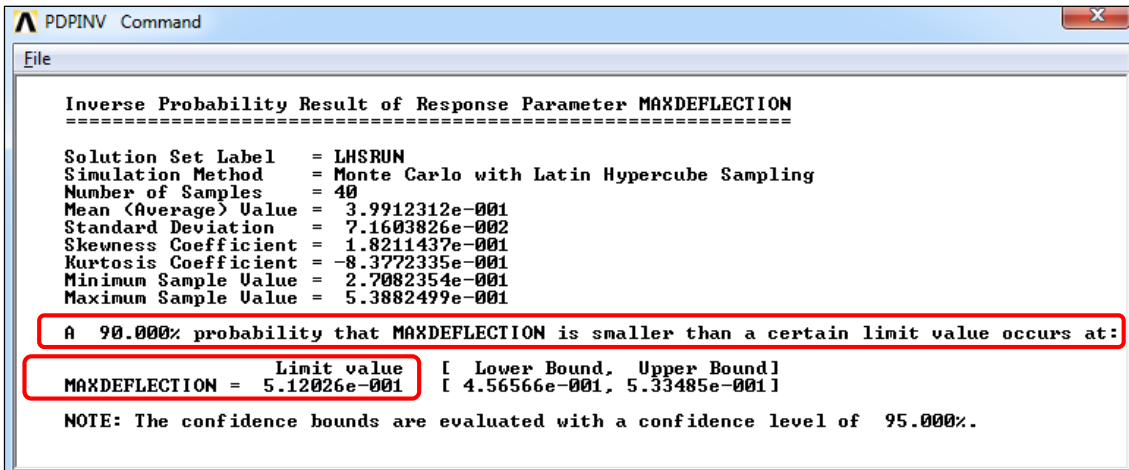 PDPINV Command
File
Inverse Probability Result of Response Parameter MAXDEFLECTION
==============================================================
Solution Set Label = LHSRUN
Simulation Method = Monte Carlo with Latin Hypercube Sampling
Number of Samples = 40
Mean (Average) Value = 3.9912312e-001
Standard Deviation = 7.1603826e-002
Skewness Coefficient = 1.8211437e-001
Kurtosis Coefficient = -8.3772335e-001
Minimum Sample Value = 2.7082354e-001
Maximum Sample Value = 5.3882499e-001
A 90.000% probability that MAXDEFLECTION is smaller than a certain limit value occurs at:
Limit value [ Lower Bound, Upper Bound]
MAXDEFLECTION = 5.12026e-001 [ 4.56566e-001, 5.33485e-001]
NOTE: The confidence bounds are evaluated with a confidence level of 95.000%.